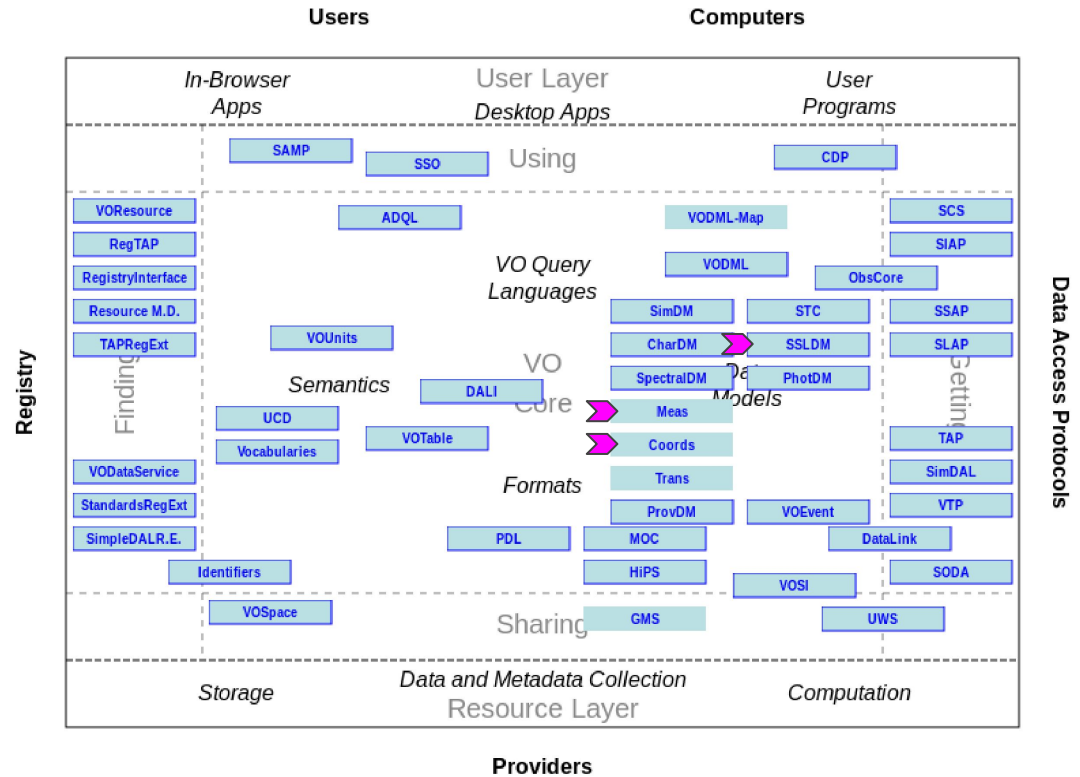 Users
Computers
In-Browser
Apps
User Layer
Desktop Apps
User
Programs
SAMP
SSO
Using
CDP
VOResource
RegTAP
RegistryInterface
Resource M.D.
TAPRegExt
Finding
VODataService
StandardsRegExt
SimpleDALR.E.
Identifiers
ADQL
VOUnits
Semantics
UCD
Vocabularies
VOTable
DALI
VO Query
Languages
VO
Core
Formats
PDL
VODML-Map
VODML
ObsCore
SimDM
STC
CharDM
SSLDM
SpectralDM
PhotDM
Models
Meas
Coords
Trans
ProvDM
VOEvent
MOC
DataLink
HiPS
VOSI
SCS
SIAP
SSAP
SLAP
Getting
TAP
SimDAL
VTP
SODA
VOSpace
Sharing
GMS
UWS
Storage
Data and Metadata Collection
Resource Layer
Computation
Registry
Data Access Protocols
Providers